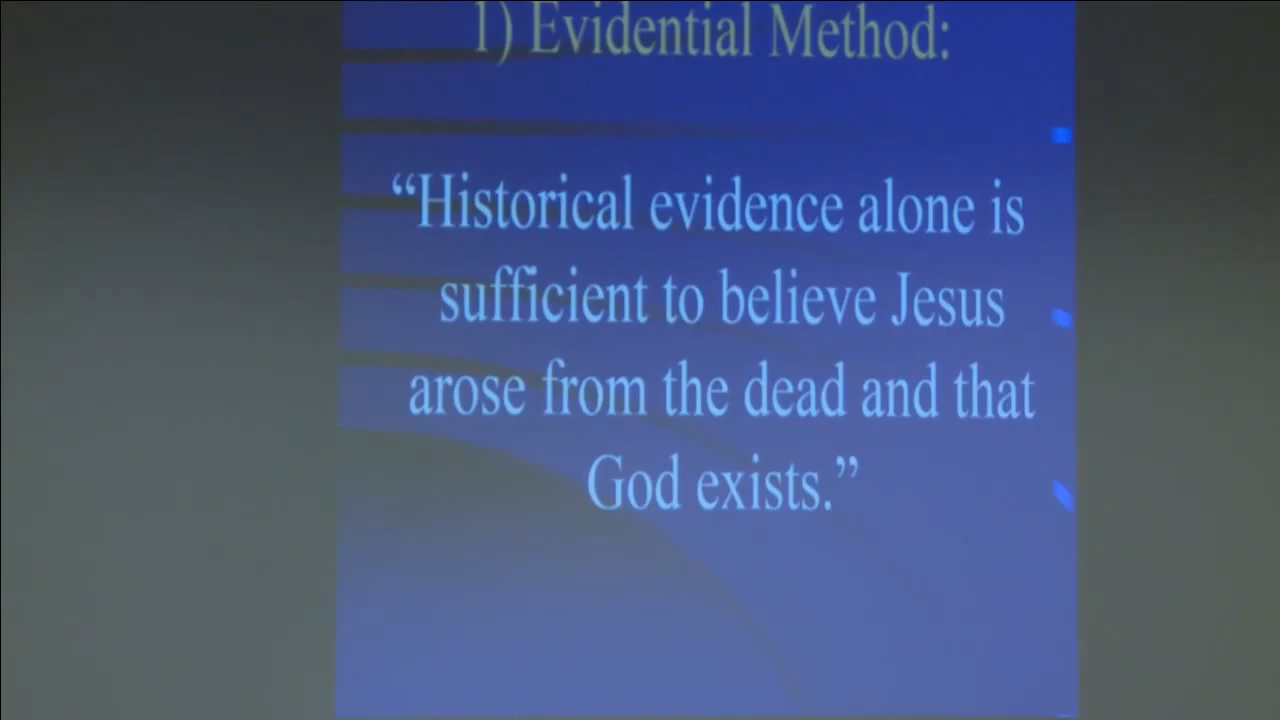 1) Evidential Method:
“Historical evidence alone is
sufficient to believe Jesus
arose from the dead and that
God exists.”